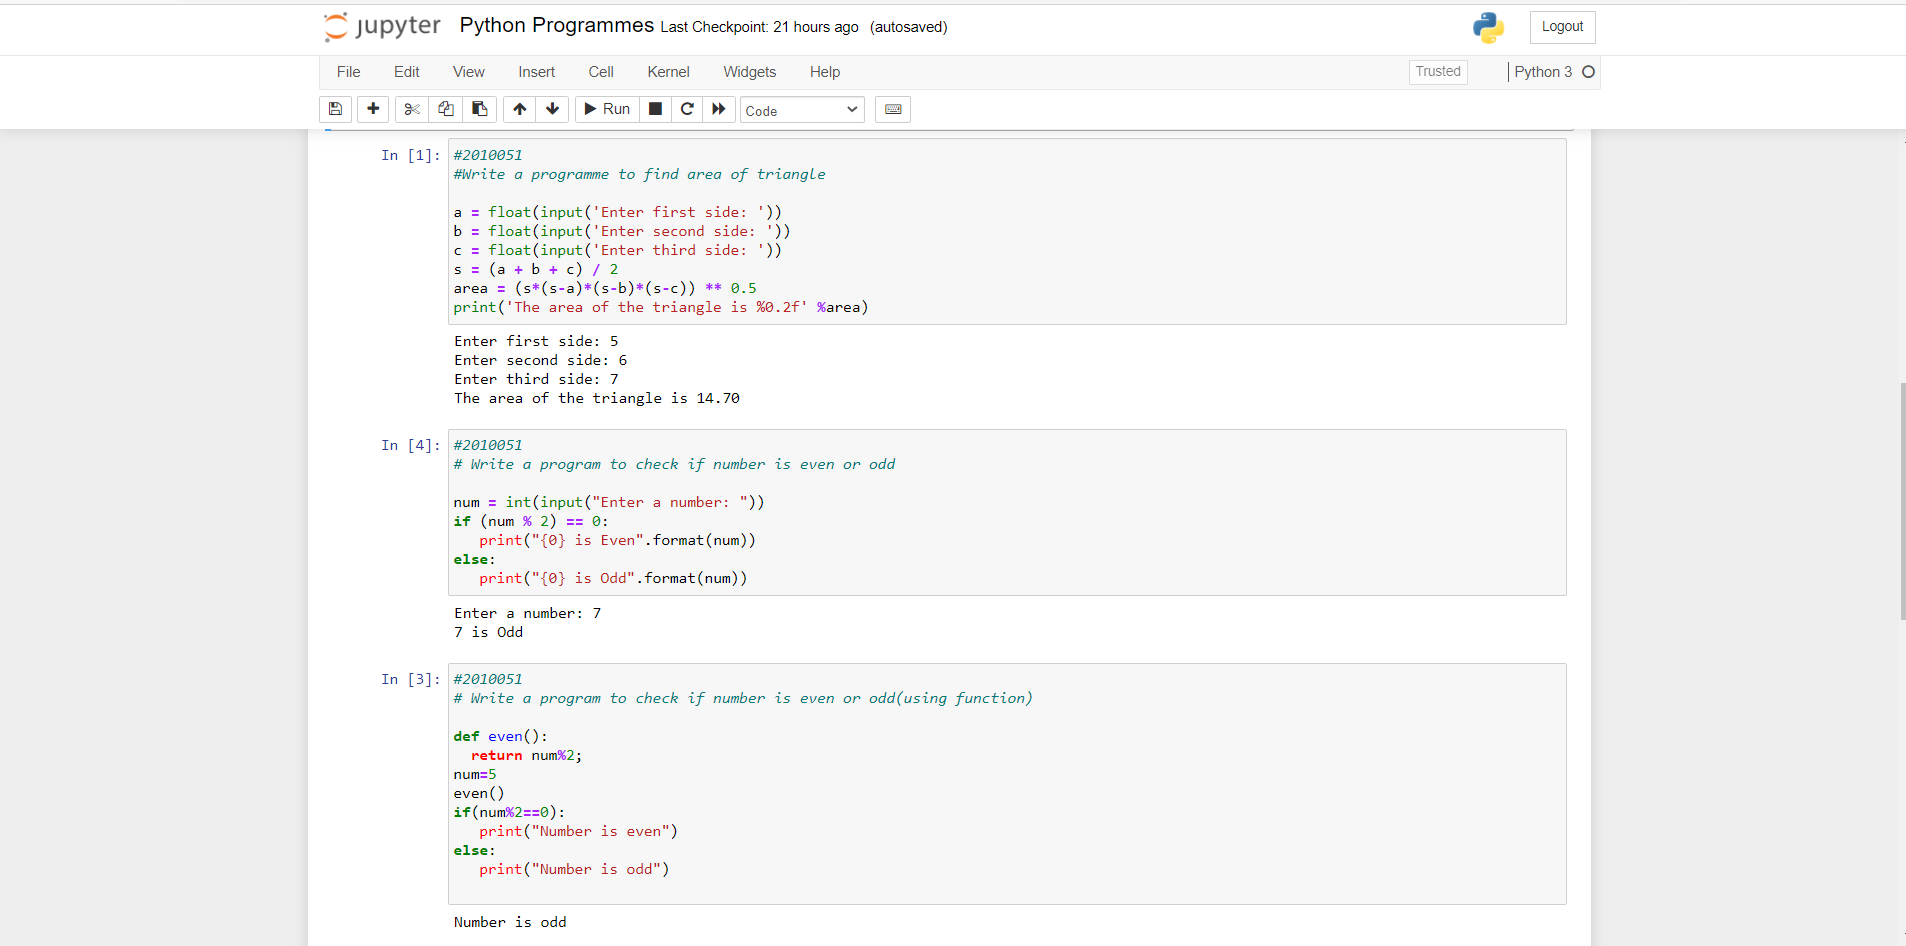 jupyter Python Programmes Last Checkpoint: 21 hours ago (autosaved) Logout
File Edit View Insert Cell Kernel Widgets Help Trusted Python 3
Run Code
In [1]: #2010051
#Write a programme to find area of triangle
a = float(input('Enter first side: '))
b = float(input('Enter second side: '))
c = float(input('Enter third side: '))
s = (a + b + c) / 2
area = (s*(s-a)*(s-b)*(s-c)) ** 0.5
print('The area of the triangle is %0.2f' %area)
Enter first side: 5
Enter second side: 6
Enter third side: 7
The area of the triangle is 14.70
In [4]: #2010051
# Write a program to check if number is even or odd
num = int(input("Enter a number: "))
if (num % 2) == 0:
   print("{0} is Even".format(num))
else:
   print("{0} is Odd".format(num))
Enter a number: 7
7 is Odd
In [3]: #2010051
# Write a program to check if number is even or odd(using function)
def even():
  return num%2;
num=5
even()
if(num%2==0):
   print("Number is even")
else:
   print("Number is odd")
Number is odd